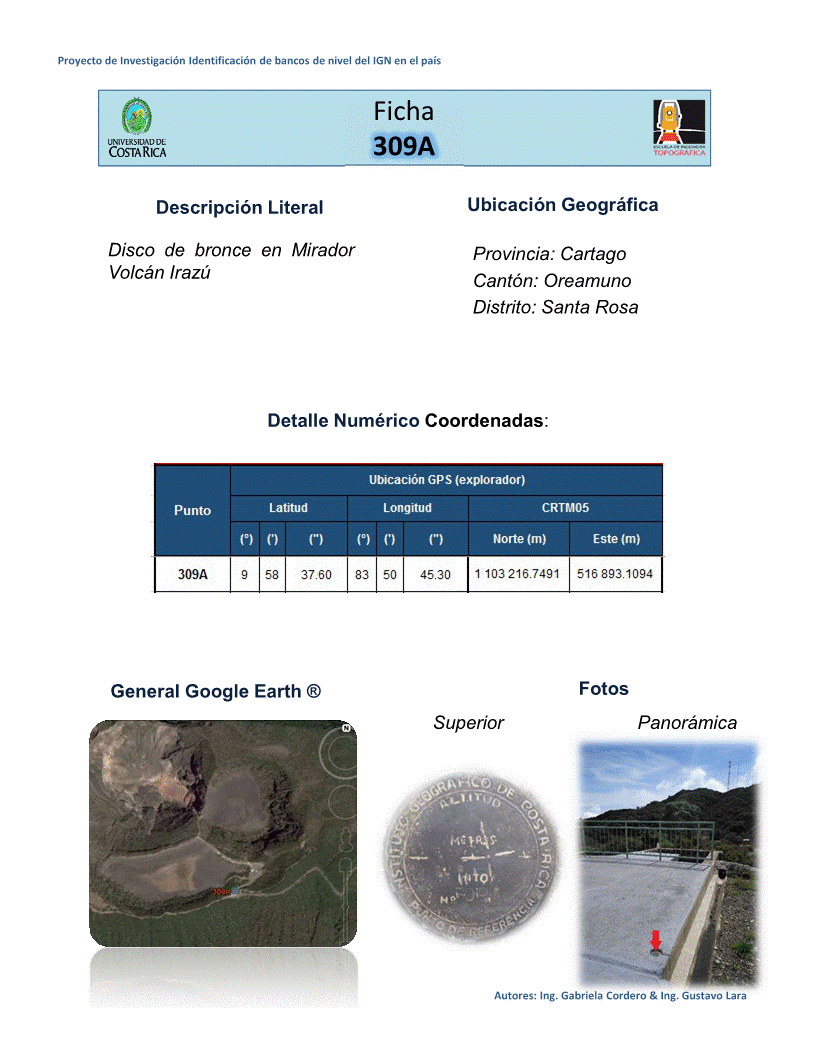 Proyecto de Investigación Identificación de bancos de nivel del IGN en el país
UNIVERSIDAD DE
COSTA RICA
Ficha
309A
ESCUELA DE INGENIERÍA
TOPOGRÁFICA
Descripción Literal
Disco de bronce en Mirador
Volcán Irazú
Ubicación Geográfica
Provincia: Cartago
Cantón: Oreamuno
Distrito: Santa Rosa
Detalle Numérico Coordenadas:
Punto
Ubicación GPS (explorador)
Latitud Longitud CRTM05
(°) (') (") (°) (') (") Norte (m) Este (m)
309A 9 58 37.60 83 50 45.30 1 103 216.7491 516 893.1094
General Google Earth ®
N
309A
Fotos
Superior
Panorámica
INSTITUTO GEOGRAFICO DE COSTA RICA
ALTITUD
METROS
HITO
No
PUNTO DE REFERENCIA
Autores: Ing. Gabriela Cordero & Ing. Gustavo Lara